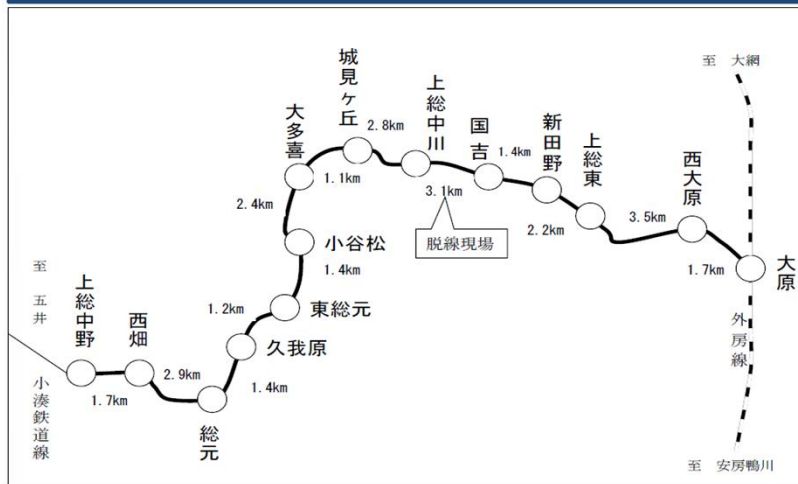 至 大網
城見ヶ丘
上総中川
大多喜
2.8km
国吉
新田野
1.4km
上総東
西大原
1.1km
3.1km
2.4km
2.2km
3.5km
脱線現場
小谷松
1.7km
大原
至 五井
上総中野
西畑
1.4km
1.2km
東総元
外房線
久我原
2.9km
1.4km
1.7km
小湊鉄道線
総元
至 安房鴨川